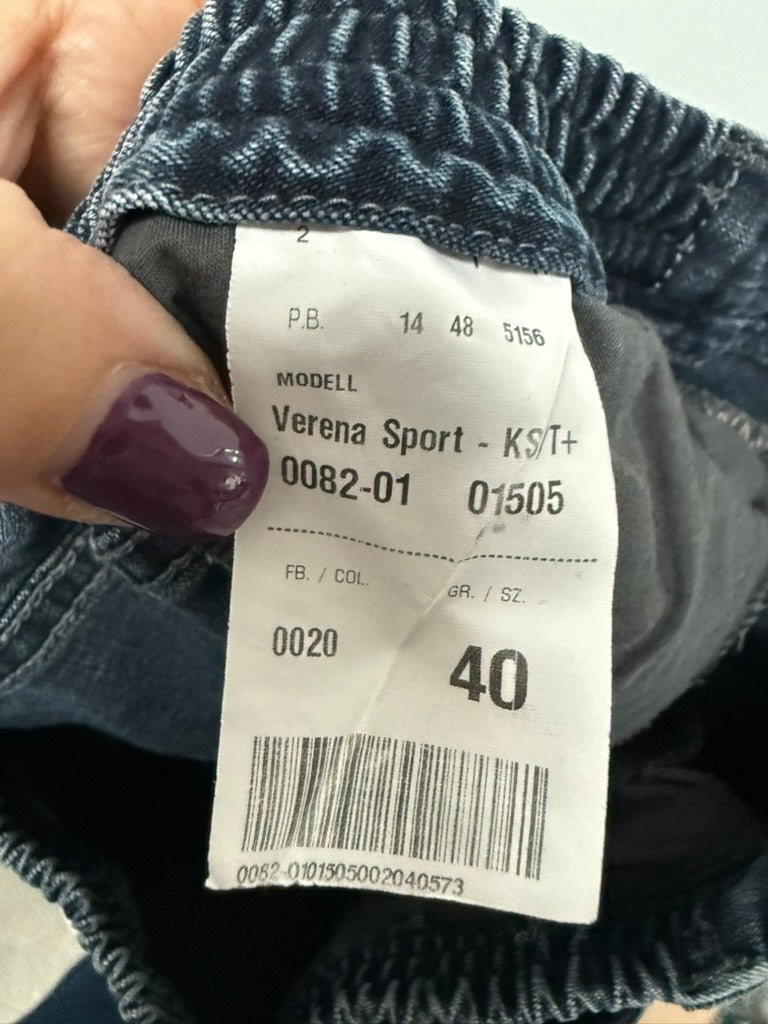 2
P.B. 14 48 5156
MODELL
Verena Sport - KS/T+
0082-01 01505
FB. / COL. GR. / SZ.
0020 40
0082-0101505002040573